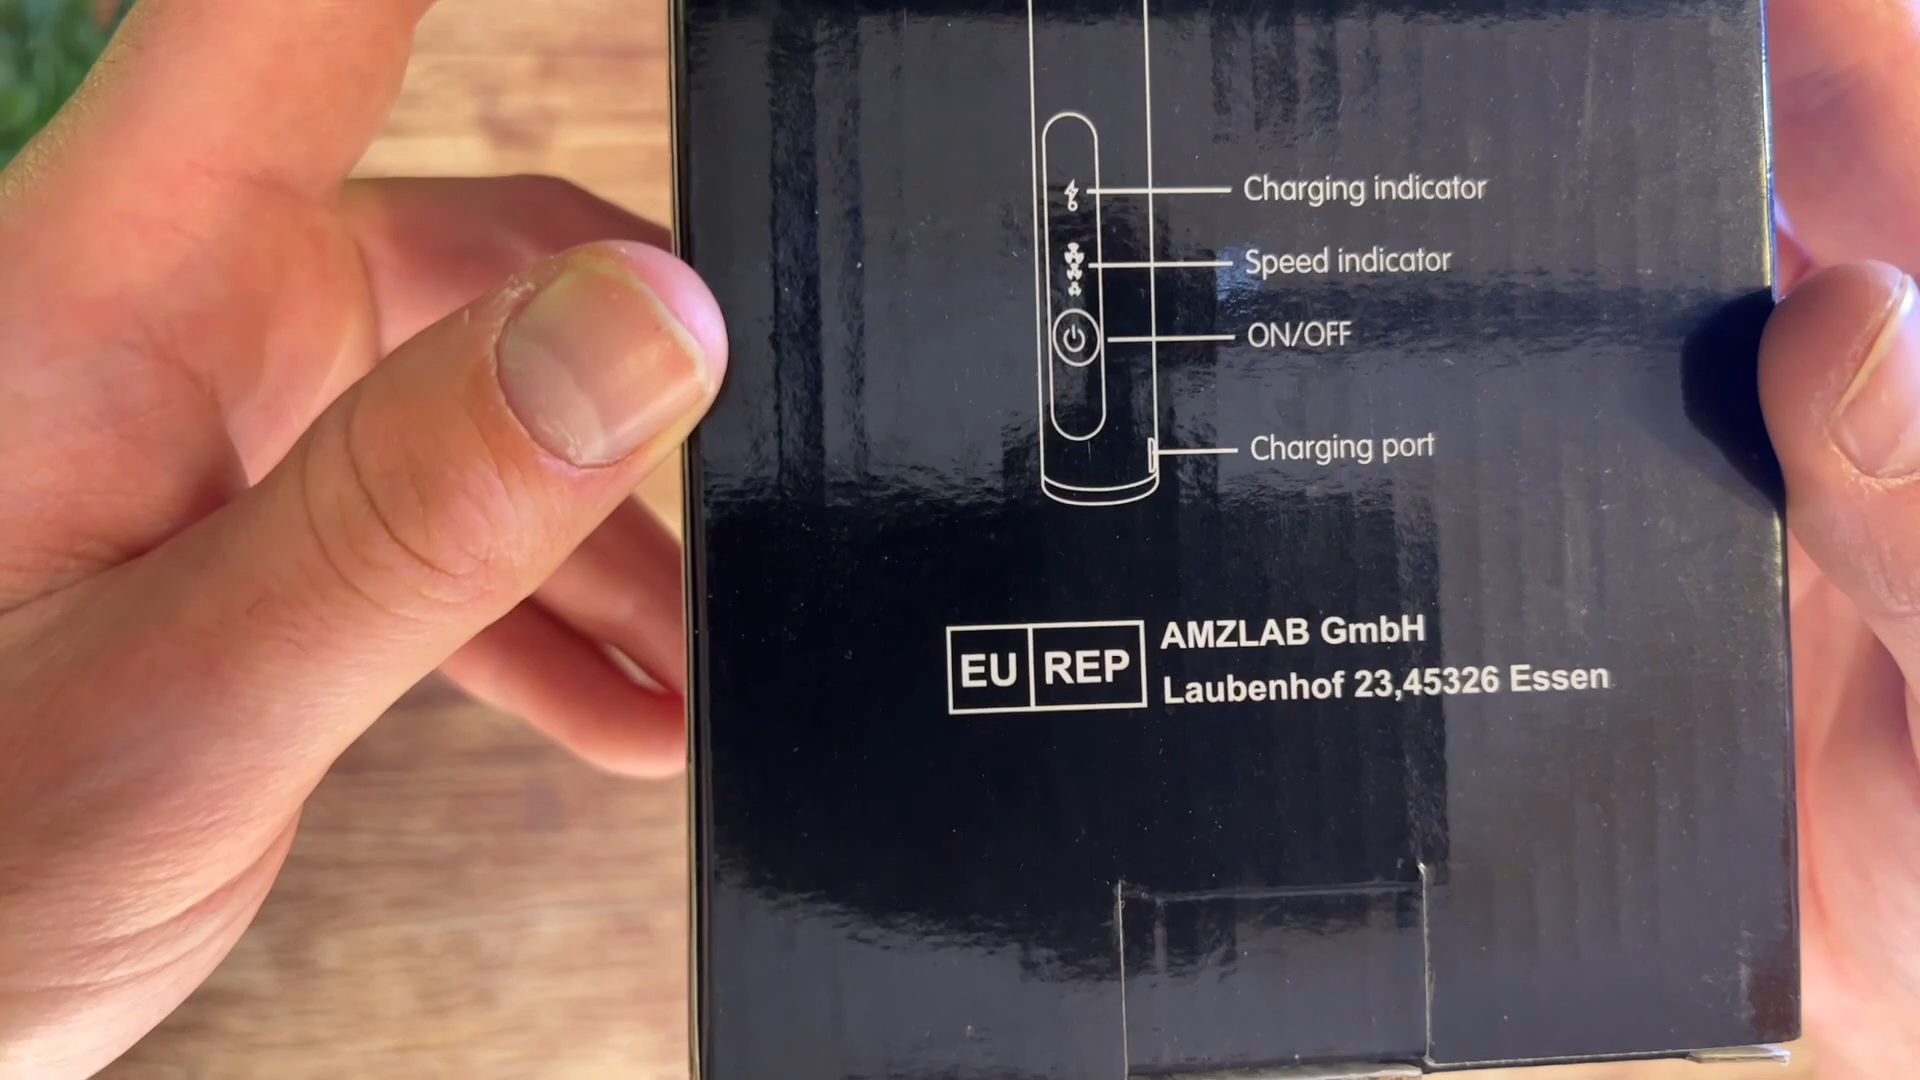 Charging indicator
Speed indicator
ON/OFF
Charging port
EU REP
AMZLAB GmbH
Laubenhof 23,45326 Essen